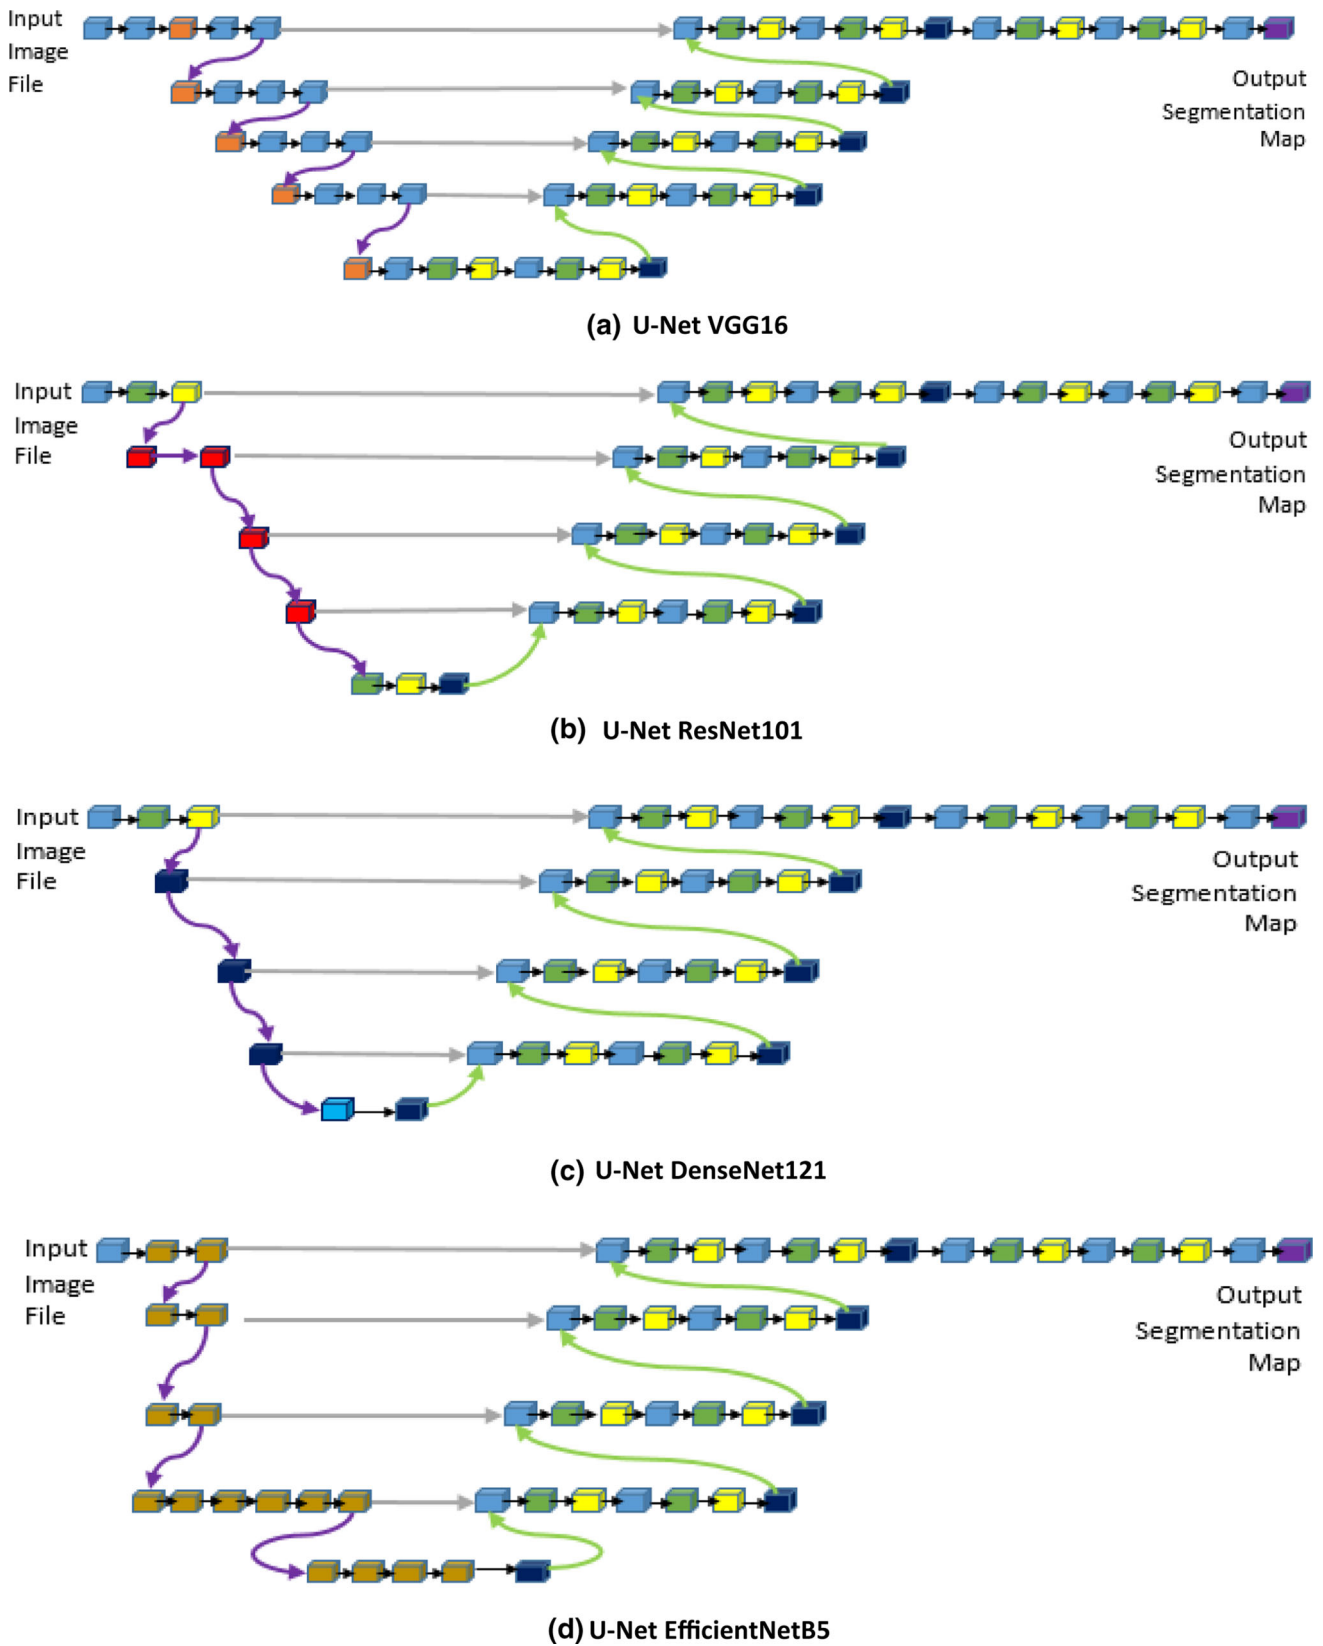 Input
Image
File
Output
Segmentation
Map
(a) U-Net VGG16
Input
Image
File
Output
Segmentation
Map
(b) U-Net ResNet101
Input
Image
File
Output
Segmentation
Map
(c) U-Net DenseNet121
Input
Image
File
Output
Segmentation
Map
(d) U-Net EfficientNetB5